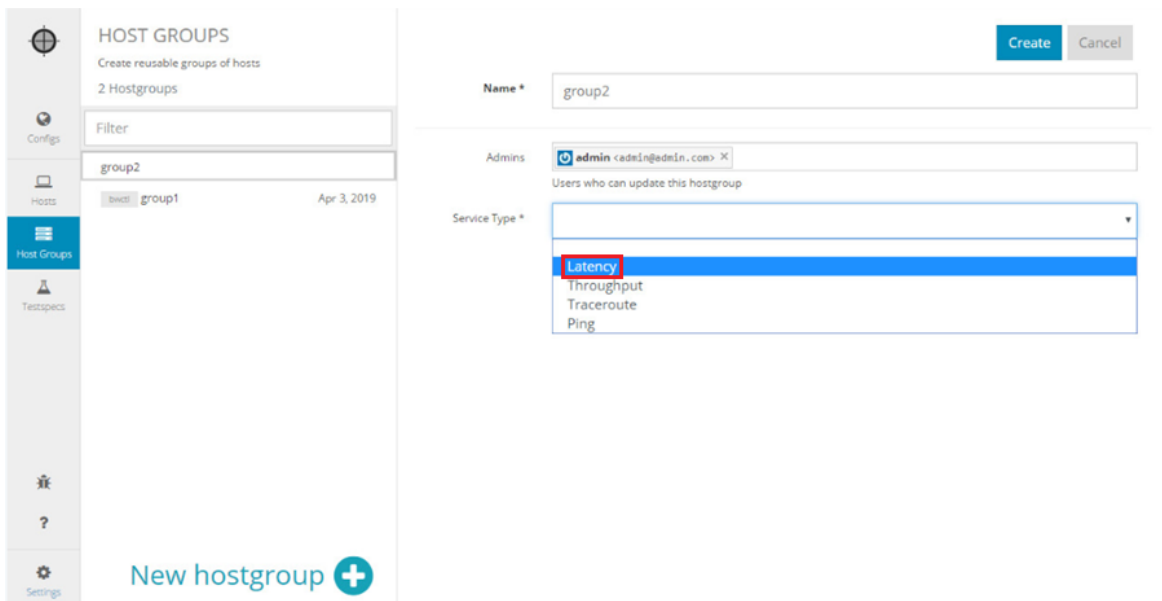 HOST GROUPS
Create reusable groups of hosts
2 Hostgroups
Filter
group2
bwctl group1 Apr 3, 2019
New hostgroup
Configs
Hosts
Host Groups
Testspecs
?
Settings
Create Cancel
Name * group2
Admins admin <admin@admin.com> ×
Users who can update this hostgroup
Service Type *
Latency
Throughput
Traceroute
Ping